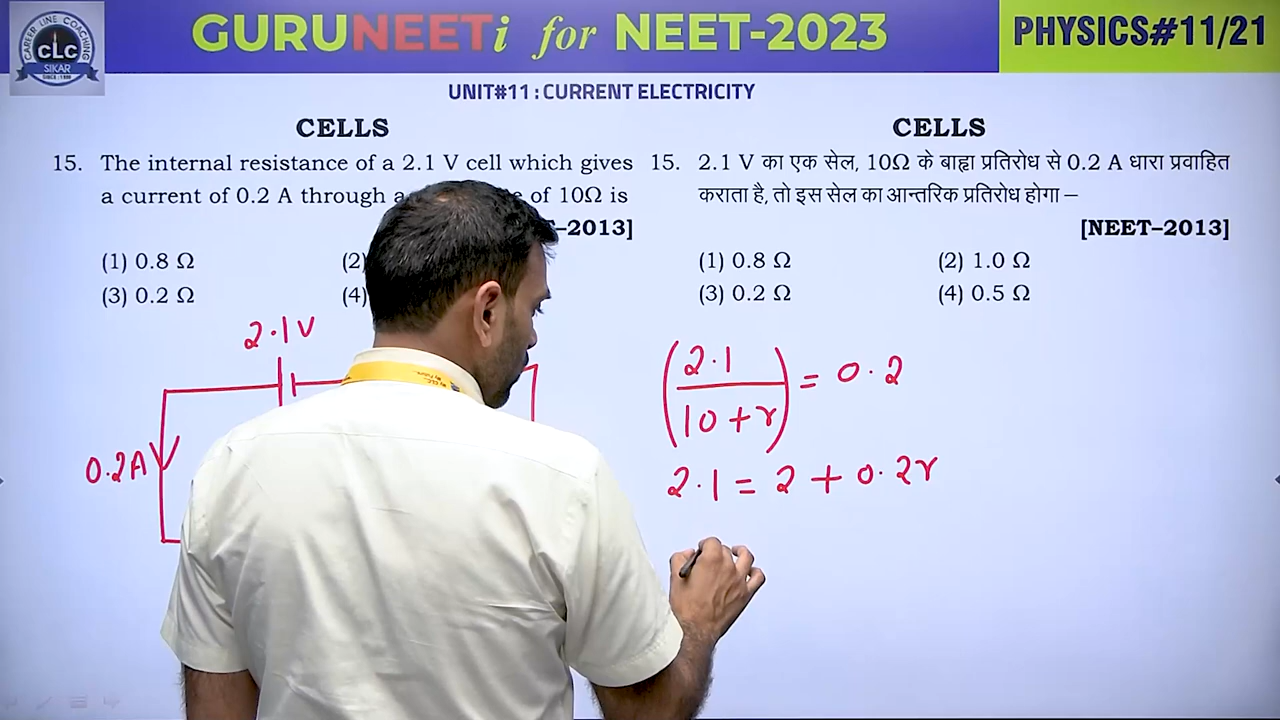 CAREER LINE COACHING
CLC
SIKAR
SINCE : 1996
GURUNEETi for NEET-2023
PHYSICS#11/21
UNIT#11 : CURRENT ELECTRICITY
CELLS
15. The internal resistance of a 2.1 V cell which gives
a current of 0.2 A through a of 10Ω is
–2013]
(1) 0.8 Ω (2)
(3) 0.2 Ω (4)
2.1V
0.2A
CELLS
15. 2.1 V का एक सेल, 10Ω के बाह्य प्रतिरोध से 0.2 A धारा प्रवाहित
कराता है, तो इस सेल का आन्तरिक प्रतिरोध होगा –
[NEET–2013]
(1) 0.8 Ω (2) 1.0 Ω
(3) 0.2 Ω (4) 0.5 Ω
(2.1 / 10 + r) = 0.2
2.1 = 2 + 0.2r